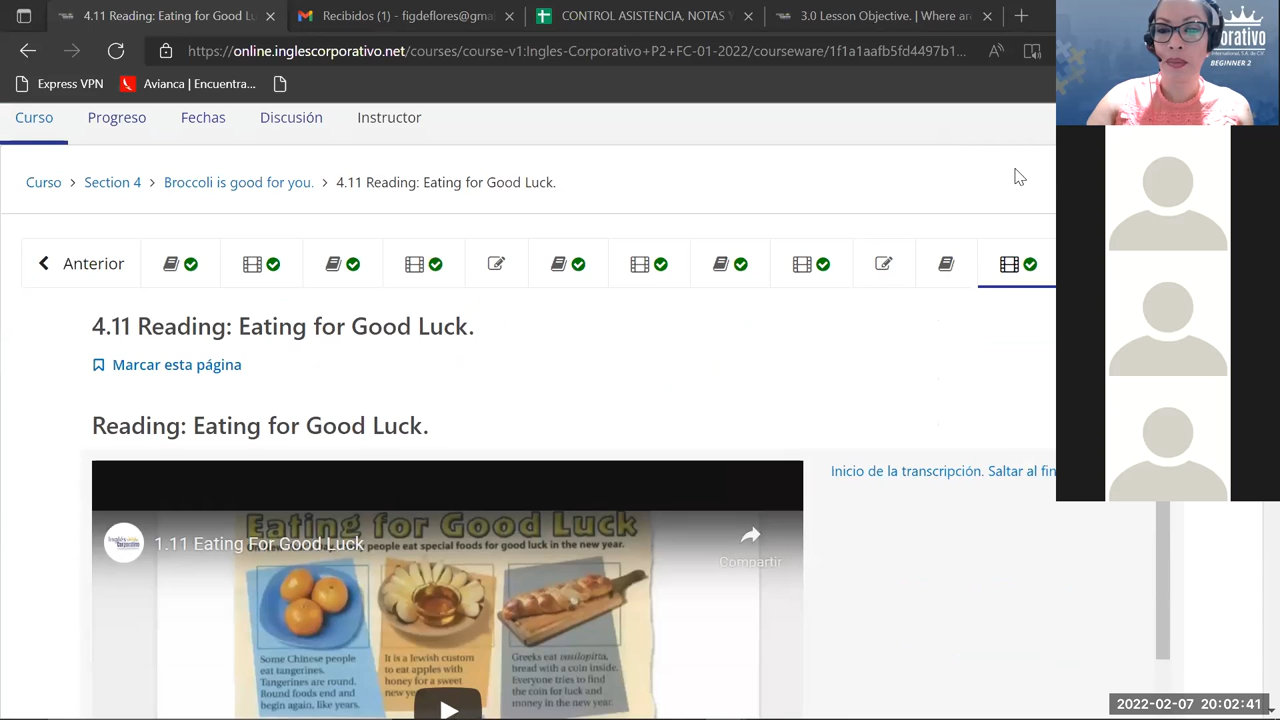 4.11 Reading: Eating for Good Lu
Recibidos (1) - figdeflores@gma
CONTROL ASISTENCIA, NOTAS Y
3.0 Lesson Objective. | Where an
https://online.inglescorporativo.net/courses/course-v1:Ingles-Corporativo+P2+FC-01-2022/courseware/1f1a1aafb5fd4497b1...
orativo
International, S.A. de C.V.
BEGINNER 2
Express VPN
Avianca | Encuentra...
Curso
Progreso
Fechas
Discusión
Instructor
Curso > Section 4 > Broccoli is good for you. > 4.11 Reading: Eating for Good Luck.
Anterior
4.11 Reading: Eating for Good Luck.
Marcar esta página
Reading: Eating for Good Luck.
Inicio de la transcripción. Saltar al fin
Eating for Good Luck
1.11 Eating For Good Luck
people eat special foods for good luck in the new year.
Compartir
Some Chinese people
eat tangerines.
Tangerines are round.
Round foods end and
begin again, like years.
It is a Jewish custom
to eat apples with
honey for a sweet
new
Greeks eat vasilopitta,
bread with a coin inside.
Everyone tries to find
the coin for luck and
money in the new year.
2022-02-07 20:02:41